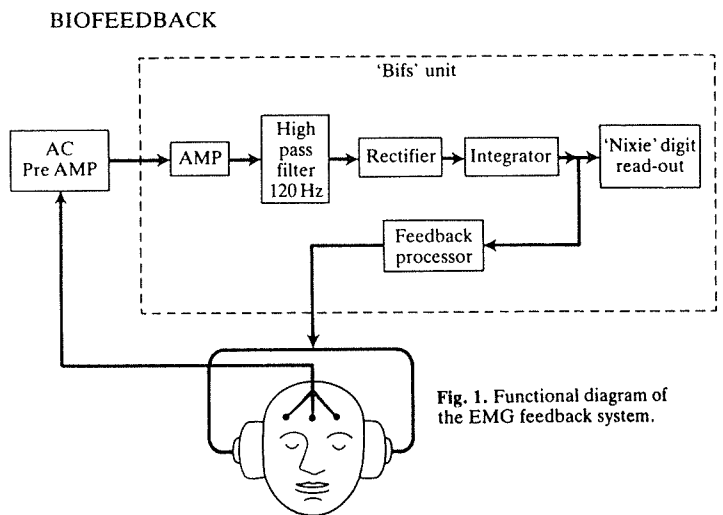 BIOFEEDBACK
'Bifs' unit
AC
Pre AMP
AMP
High
pass
filter
120 Hz
Rectifier
Integrator
'Nixie' digit
read-out
Feedback
processor
Fig. 1. Functional diagram of
the EMG feedback system.